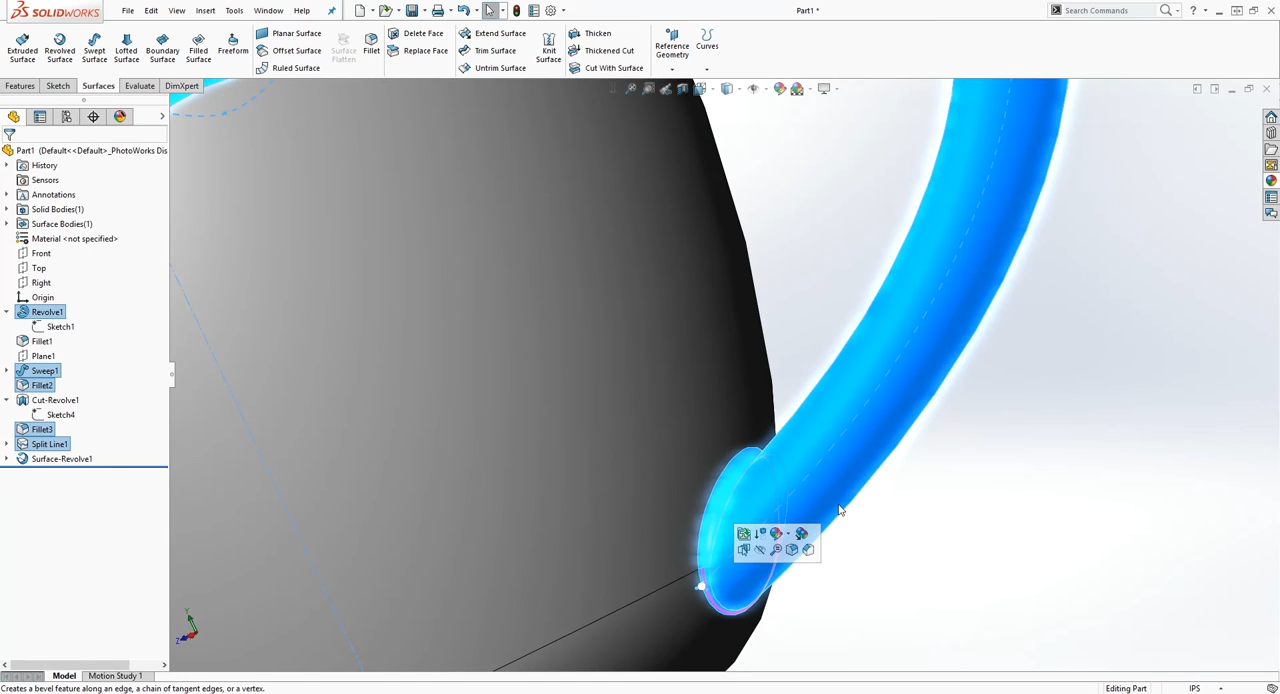 SOLIDWORKS File Edit View Insert Tools Window Help Part1 * Search Commands
Extruded Surface
Revolved Surface
Swept Surface
Lofted Surface
Boundary Surface
Filled Surface
Freeform
Planar Surface
Offset Surface
Ruled Surface
Surface Flatten
Fillet
Delete Face
Replace Face
Extend Surface
Trim Surface
Untrim Surface
Knit Surface
Thicken
Thickened Cut
Cut With Surface
Reference Geometry
Curves
Features Sketch Surfaces Evaluate DimXpert
Part1 (Default<<Default>_PhotoWorks Dis
History
Sensors
Annotations
Solid Bodies(1)
Surface Bodies(1)
Material <not specified>
Front
Top
Right
Origin
Revolve1
Sketch1
Fillet1
Plane1
Sweep1
Fillet2
Cut-Revolve1
Sketch4
Fillet3
Split Line1
Surface-Revolve1
Y
Z
Model Motion Study 1
Creates a bevel feature along an edge, a chain of tangent edges, or a vertex. Editing Part IPS